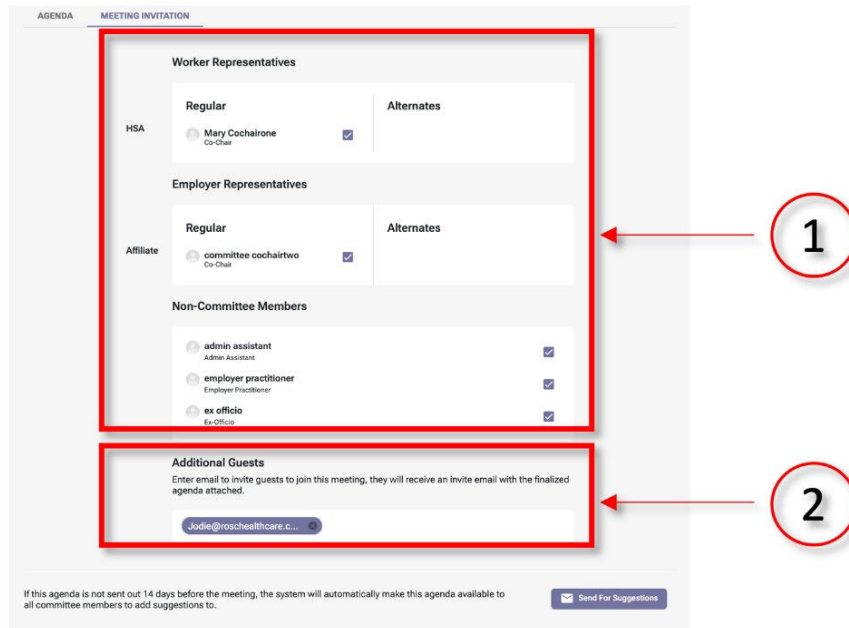 AGENDA MEETING INVITATION
Worker Representatives
Regular Alternates
HSA
Mary Cochairone
Co-Chair
Employer Representatives
Regular Alternates
Affiliate
committee cochairtwo
Co-Chair
Non-Committee Members
admin assistant
Admin Assistant
employer practitioner
Employer Practitioner
ex officio
Ex-Officio
1
Additional Guests
Enter email to invite guests to join this meeting, they will receive an invite email with the finalized
agenda attached.
Jodie@roschealthcare.c...
2
If this agenda is not sent out 14 days before the meeting, the system will automatically make this agenda available to
all committee members to add suggestions to.
Send For Suggestions